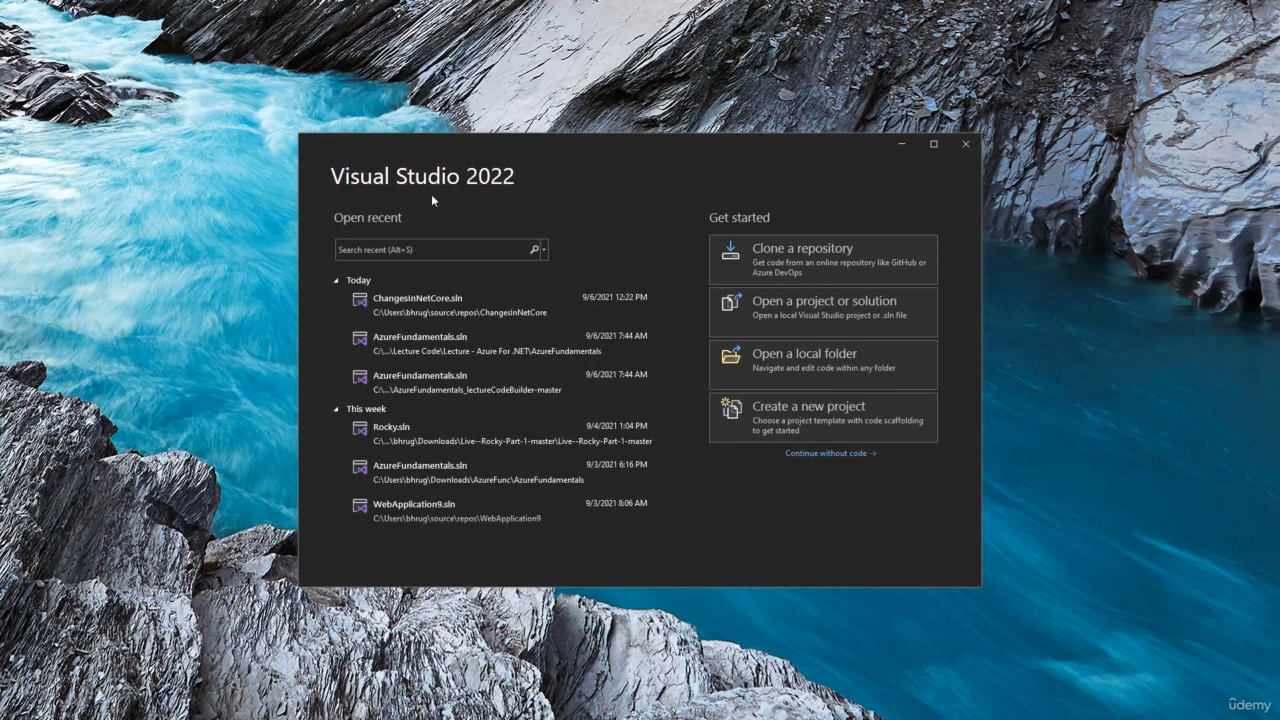 Visual Studio 2022
Open recent
Search recent (Alt+S)
Today
ChangesInNetCore.sln 9/6/2021 12:22 PM
C:\Users\bhrug\source\repos\ChangesInNetCore
AzureFundamentals.sln 9/6/2021 7:44 AM
C:\...\Lecture Code\Lecture - Azure For .NET\AzureFundamentals
AzureFundamentals.sln 9/6/2021 7:44 AM
C:\...\AzureFundamentals_lectureCodeBuilder-master
This week
Rocky.sln 9/4/2021 1:04 PM
C:\...\bhrug\Downloads\Live--Rocky-Part-1-master\Live--Rocky-Part-1-master
AzureFundamentals.sln 9/3/2021 6:16 PM
C:\Users\bhrug\Downloads\AzureFunc\AzureFundamentals
WebApplication9.sln 9/3/2021 8:06 AM
C:\Users\bhrug\source\repos\WebApplication9
Get started
Clone a repository
Get code from an online repository like GitHub or
Azure DevOps
Open a project or solution
Open a local Visual Studio project or .sln file
Open a local folder
Navigate and edit code within any folder
Create a new project
Choose a project template with code scaffolding
to get started
Continue without code →
ûdemy